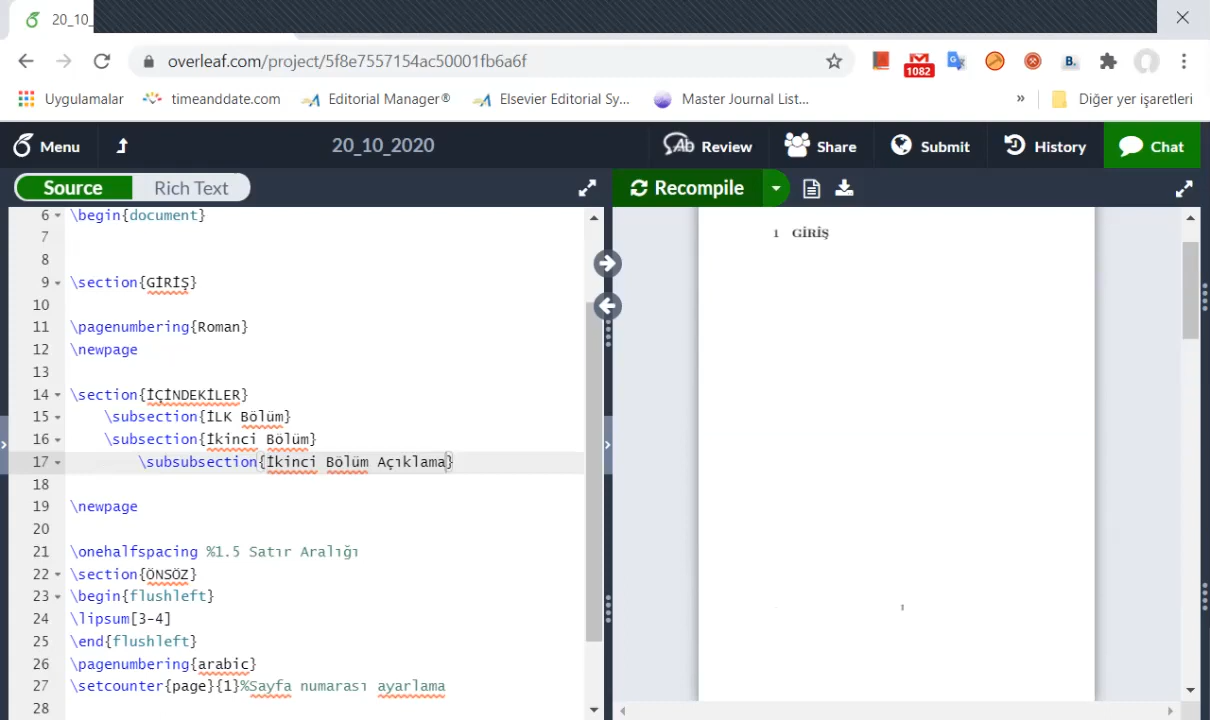 20_10_
overleaf.com/project/5f8e7557154ac50001fb6a6f
1082
B.
Uygulamalar timeanddate.com Editorial Manager® Elsevier Editorial Sy... Master Journal List... » Diğer yer işaretleri
Menu 20_10_2020 Review Share Submit History Chat
Source Rich Text Recompile
6 \begin{document}
7
8
9 \section{GİRİŞ}
10
11 \pagenumbering{Roman}
12 \newpage
13
14 \section{İÇİNDEKİLER}
15 \subsection{İLK Bölüm}
16 \subsection{İkinci Bölüm}
17 \subsubsection{İkinci Bölüm Açıklama}
18
19 \newpage
20
21 \onehalfspacing %1.5 Satır Aralığı
22 \section{ÖNSÖZ}
23 \begin{flushleft}
24 \lipsum[3-4]
25 \end{flushleft}
26 \pagenumbering{arabic}
27 \setcounter{page}{1}%Sayfa numarası ayarlama
28
1 GİRİŞ